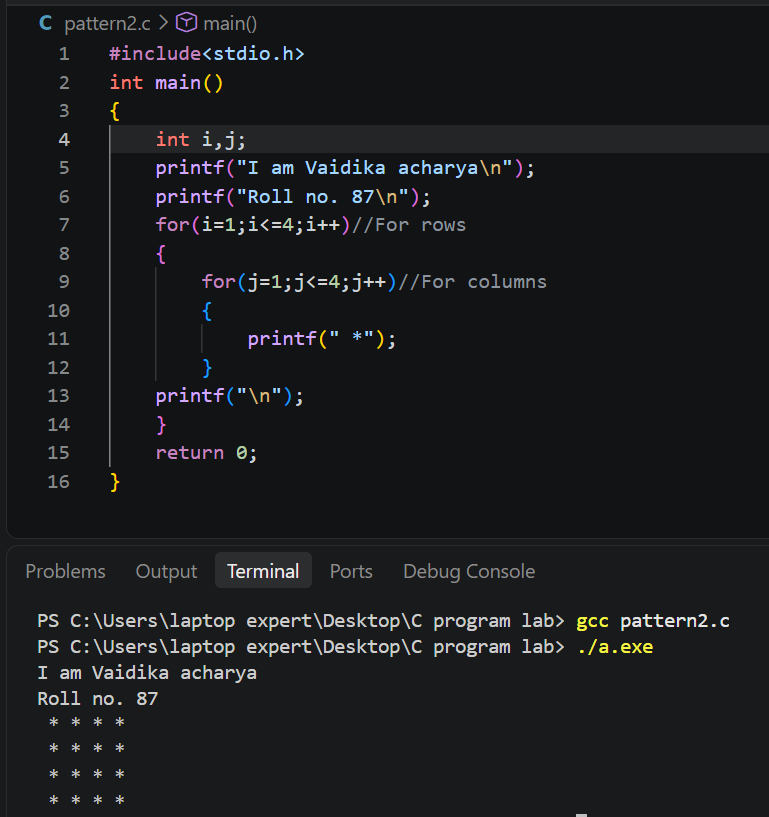 C pattern2.c > main()
1 #include<stdio.h>
2 int main()
3 {
4 int i,j;
5 printf("I am Vaidika acharya\n");
6 printf("Roll no. 87\n");
7 for(i=1;i<=4;i++)//For rows
8 {
9 for(j=1;j<=4;j++)//For columns
10 {
11 printf(" *");
12 }
13 printf("\n");
14 }
15 return 0;
16 }
Problems Output Terminal Ports Debug Console
PS C:\Users\laptop expert\Desktop\C program lab> gcc pattern2.c
PS C:\Users\laptop expert\Desktop\C program lab> ./a.exe
I am Vaidika acharya
Roll no. 87
* * * *
* * * *
* * * *
* * * *